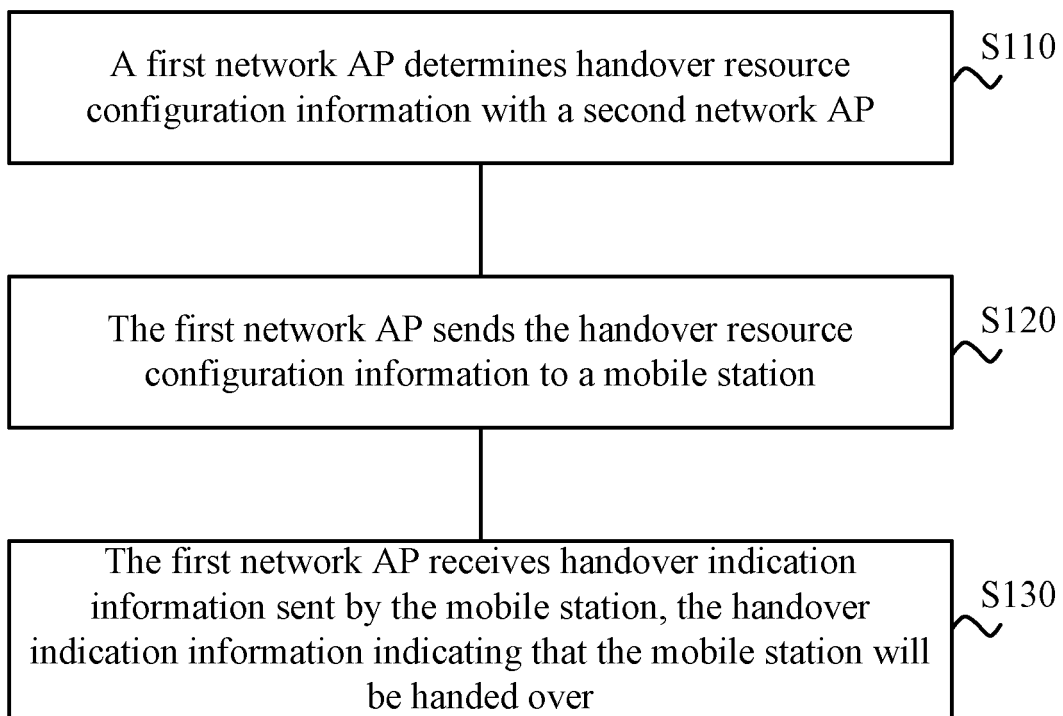 A first network AP determines handover resource
configuration information with a second network AP
S110
The first network AP sends the handover resource
configuration information to a mobile station
S120
The first network AP receives handover indication
information sent by the mobile station, the handover
indication information indicating that the mobile station will
be handed over
S130